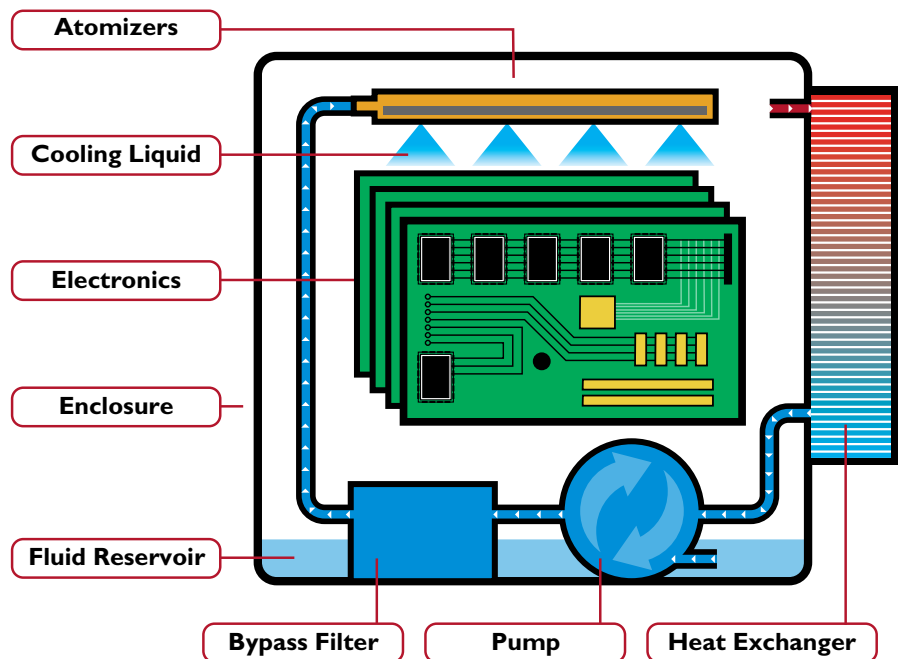 Atomizers
Cooling Liquid
Electronics
Enclosure
Fluid Reservoir
Bypass Filter
Pump
Heat Exchanger